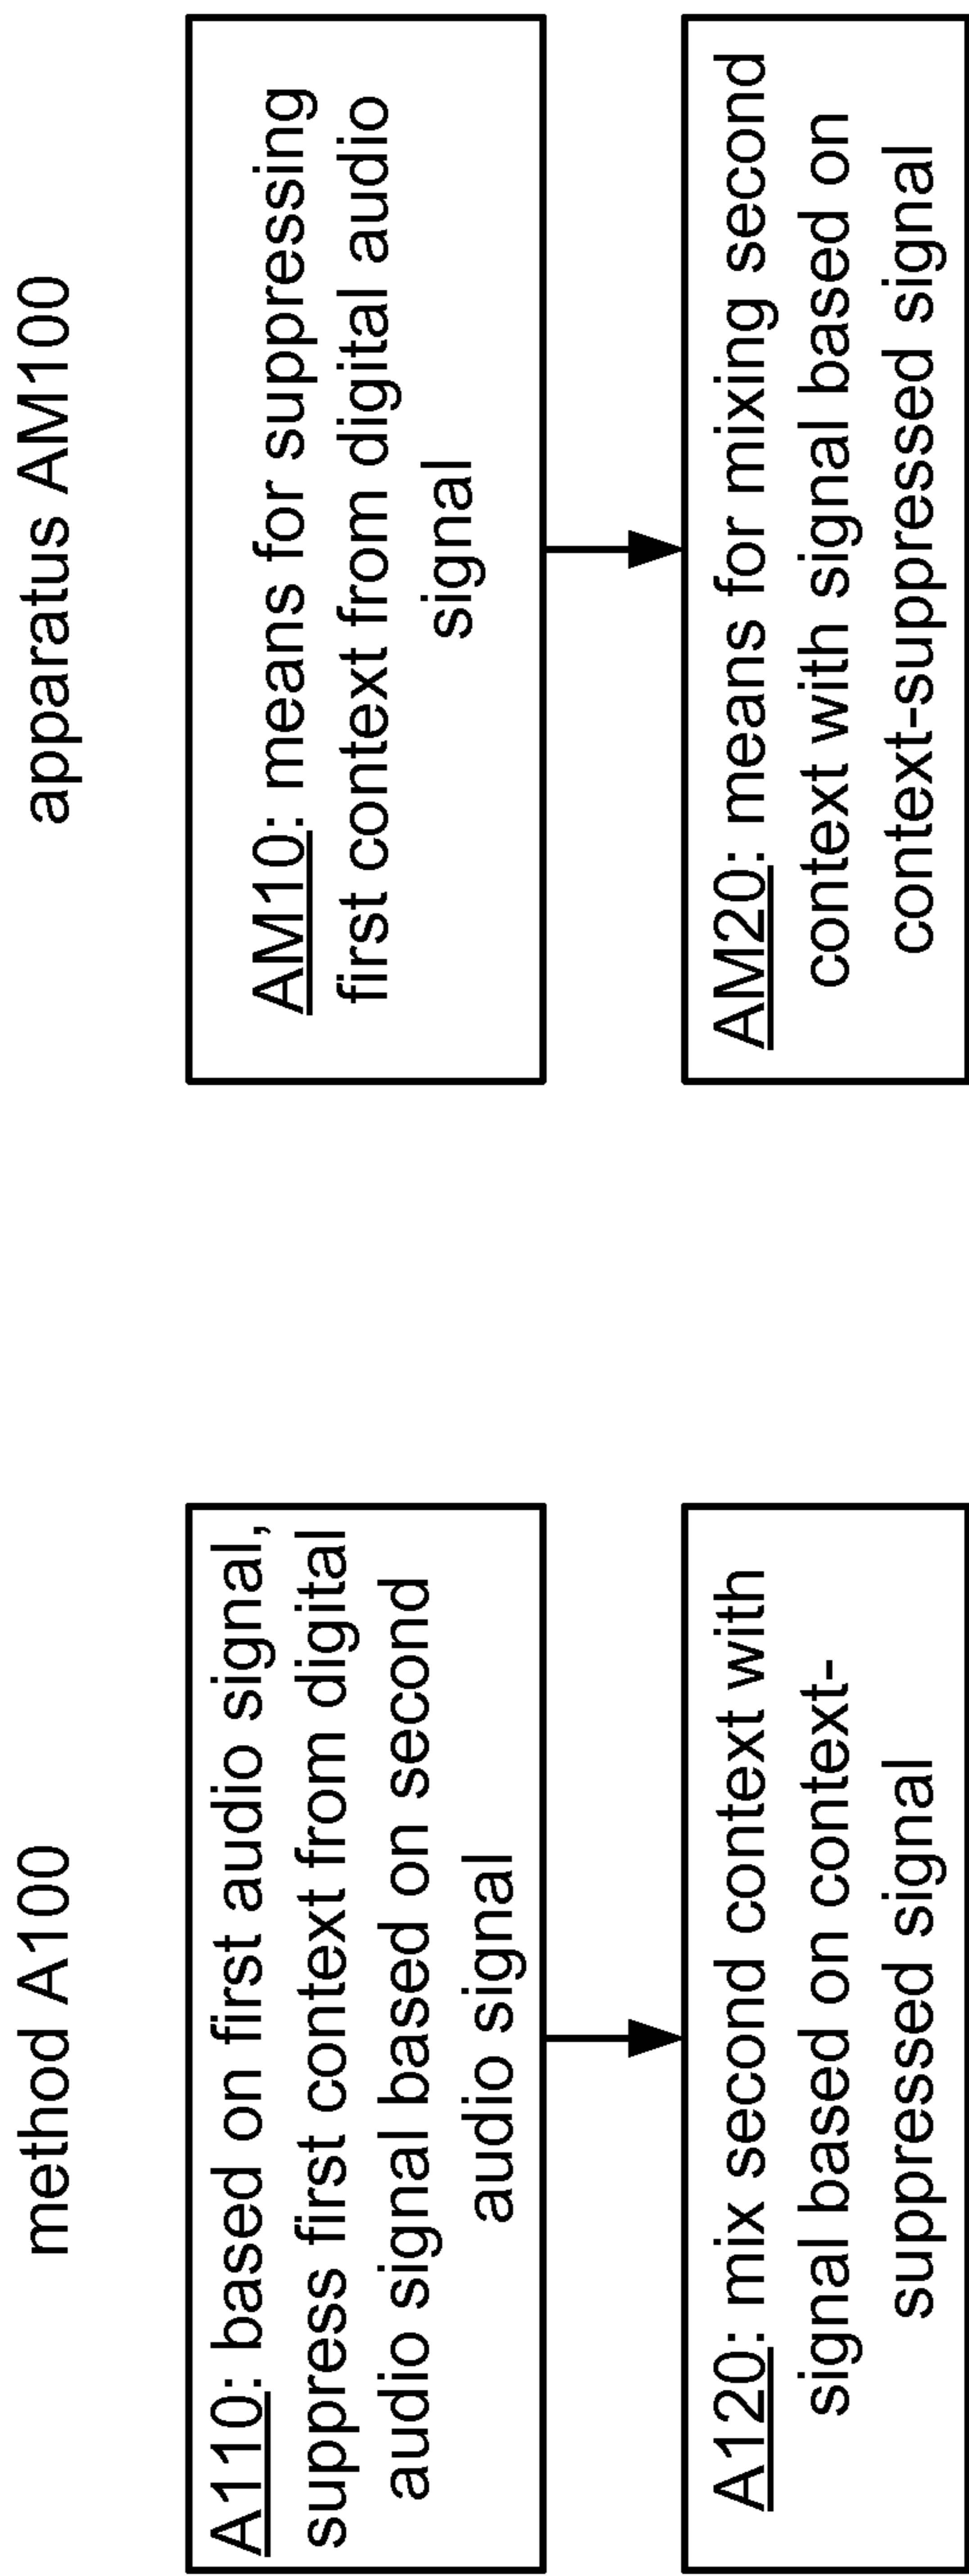 method A100
A110: based on first audio signal,
suppress first context from digital
audio signal based on second
audio signal
A120: mix second context with
signal based on context-
suppressed signal
apparatus AM100
AM10: means for suppressing
first context from digital audio
signal
AM20: means for mixing second
context with signal based on
context-suppressed signal